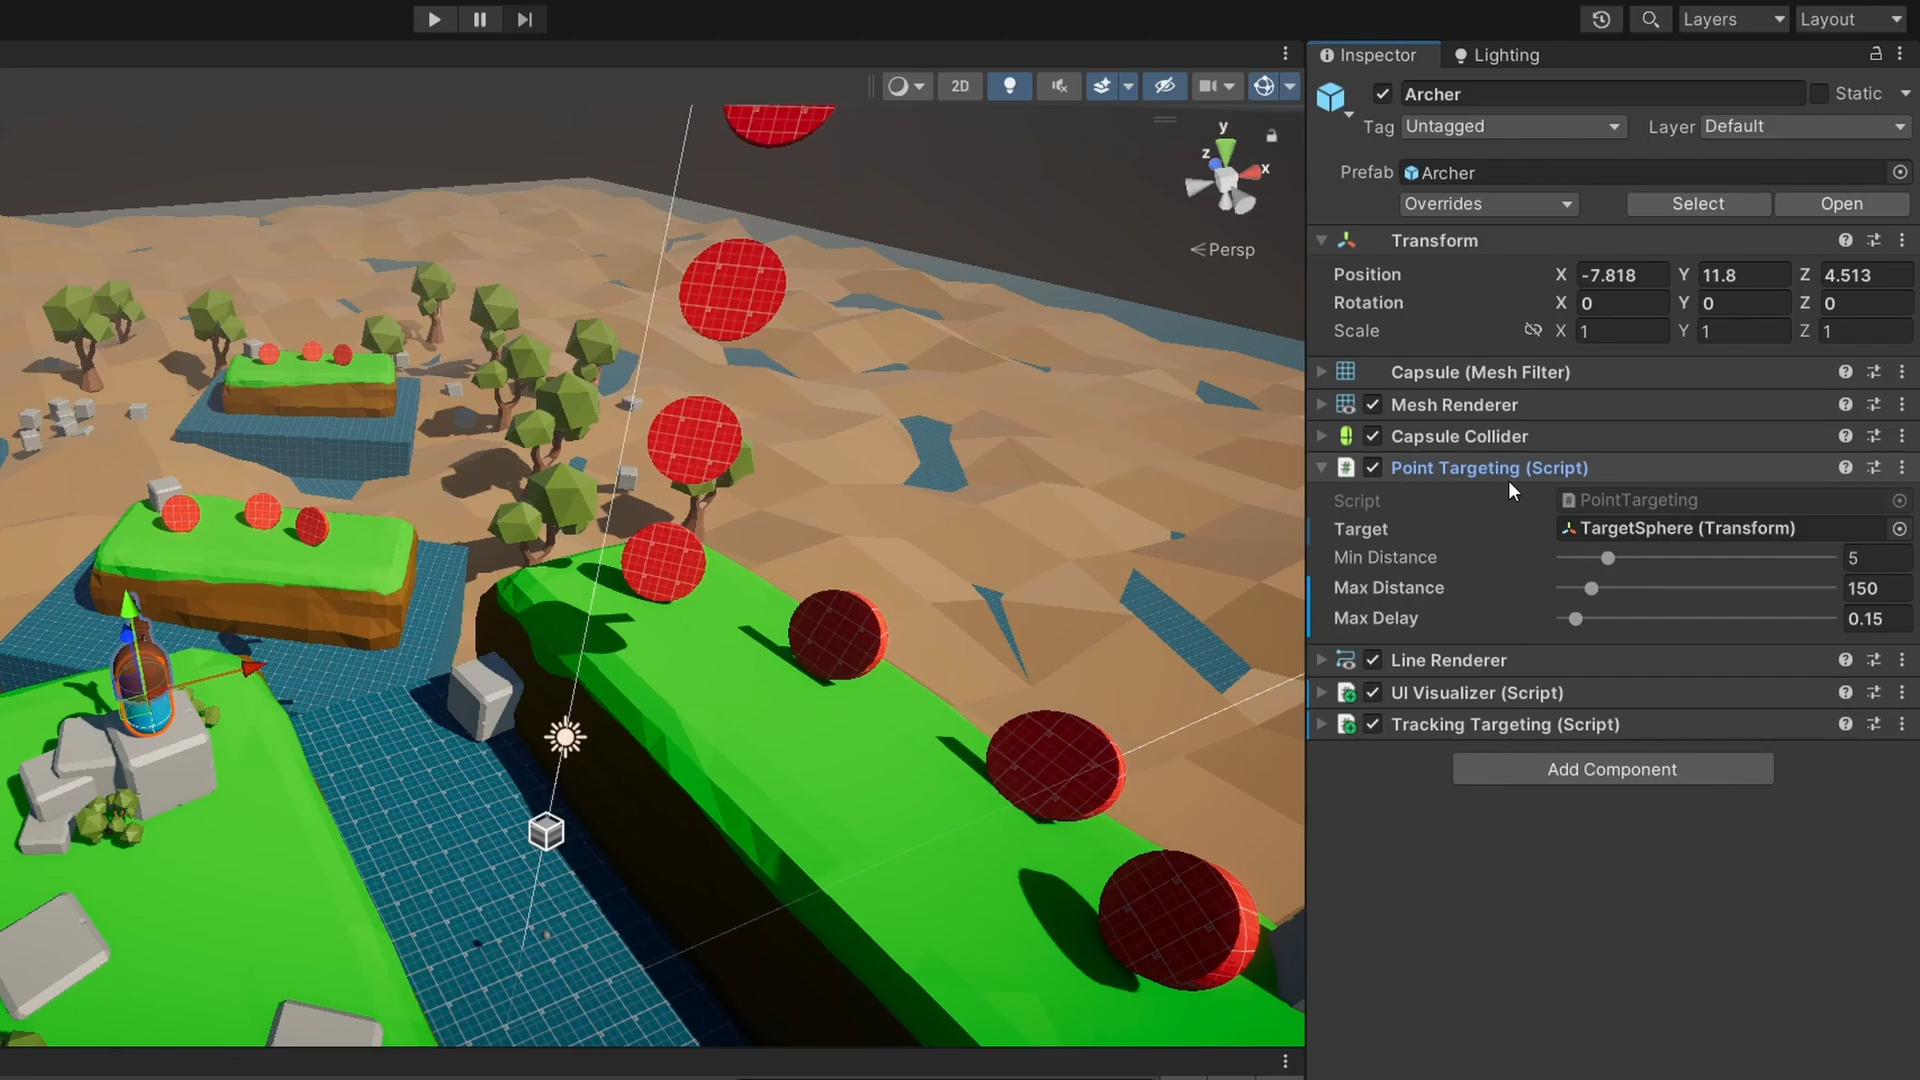 Layers
Layout
Inspector
Lighting
2D
Archer
Static
Tag Untagged
Layer Default
Prefab Archer
Overrides
Select
Open
y
z
x
Persp
Transform
Position X -7.818 Y 11.8 Z 4.513
Rotation X 0 Y 0 Z 0
Scale X 1 Y 1 Z 1
Capsule (Mesh Filter)
Mesh Renderer
Capsule Collider
Point Targeting (Script)
Script PointTargeting
Target TargetSphere (Transform)
Min Distance 5
Max Distance 150
Max Delay 0.15
Line Renderer
UI Visualizer (Script)
Tracking Targeting (Script)
Add Component